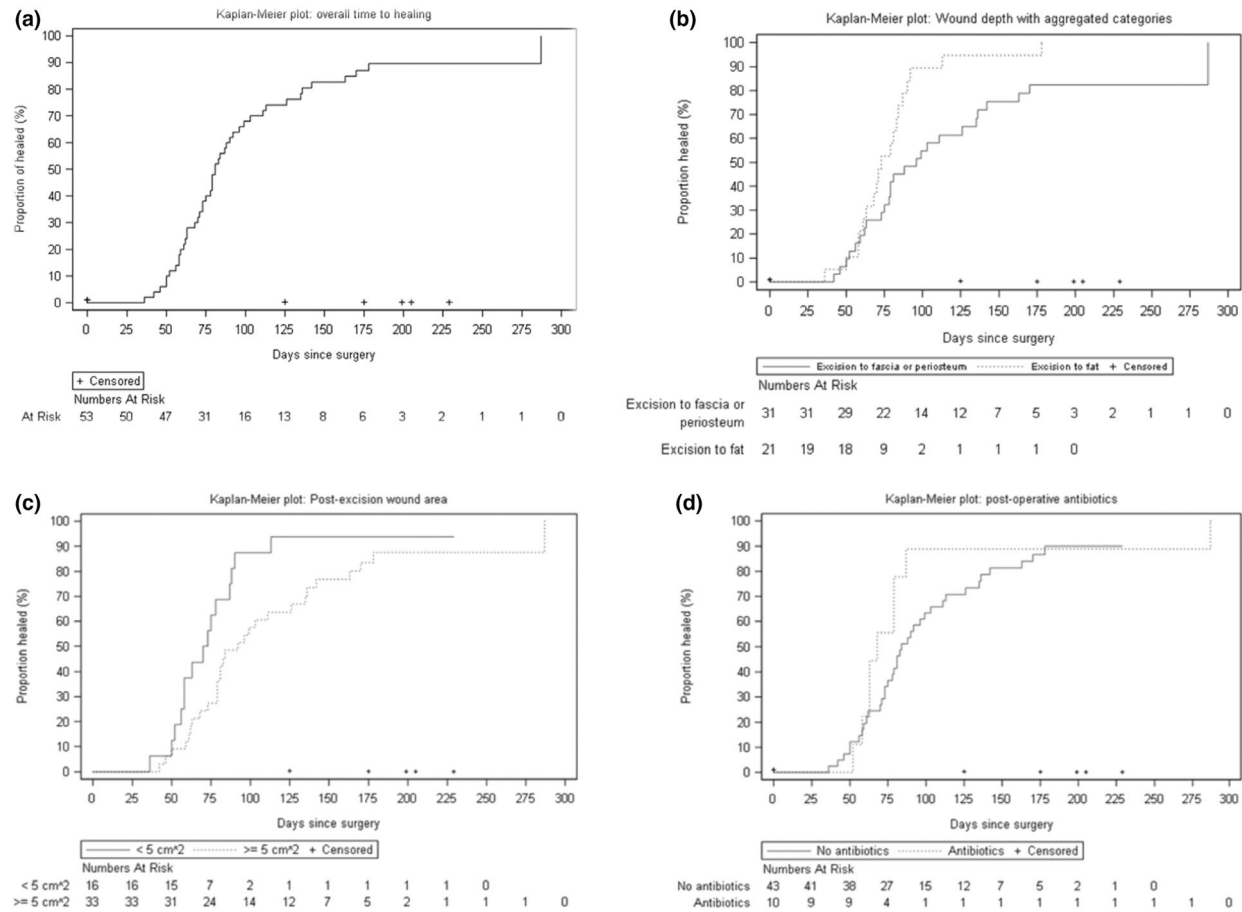 (a)
Kaplan-Meier plot: overall time to healing
Proportion of healed (%)
100
90
80
70
60
50
40
30
20
10
0
0 25 50 75 100 125 150 175 200 225 250 275 300
Days since surgery
+ Censored
Numbers At Risk
At Risk 53 50 47 31 16 13 8 6 3 2 1 1 0
(b)
Kaplan-Meier plot: Wound depth with aggregated categories
Proportion healed (%)
100
90
80
70
60
50
40
30
20
10
0
0 25 50 75 100 125 150 175 200 225 250 275 300
Days since surgery
Excision to fascia or periosteum Excision to fat + Censored
Numbers At Risk
Excision to fascia or
periosteum
31 31 29 22 14 12 7 5 3 2 1 1 0
Excision to fat 21 19 18 9 2 1 1 1 0
(c)
Kaplan-Meier plot: Post-excision wound area
Proportion healed (%)
100
90
80
70
60
50
40
30
20
10
0
0 25 50 75 100 125 150 175 200 225 250 275 300
Days since surgery
< 5 cm^2 >= 5 cm^2 + Censored
Numbers At Risk
< 5 cm^2 16 16 15 7 2 1 1 1 1 1 0
>= 5 cm^2 33 33 31 24 14 12 7 5 2 1 1 1 0
(d)
Kaplan-Meier plot: post-operative antibiotics
Proportion healed (%)
100
90
80
70
60
50
40
30
20
10
0
0 25 50 75 100 125 150 175 200 225 250 275 300
Days since surgery
No antibiotics Antibiotics + Censored
Numbers At Risk
No antibiotics 43 41 38 27 15 12 7 5 2 1 0
Antibiotics 10 9 9 4 1 1 1 1 1 1 1 1 0